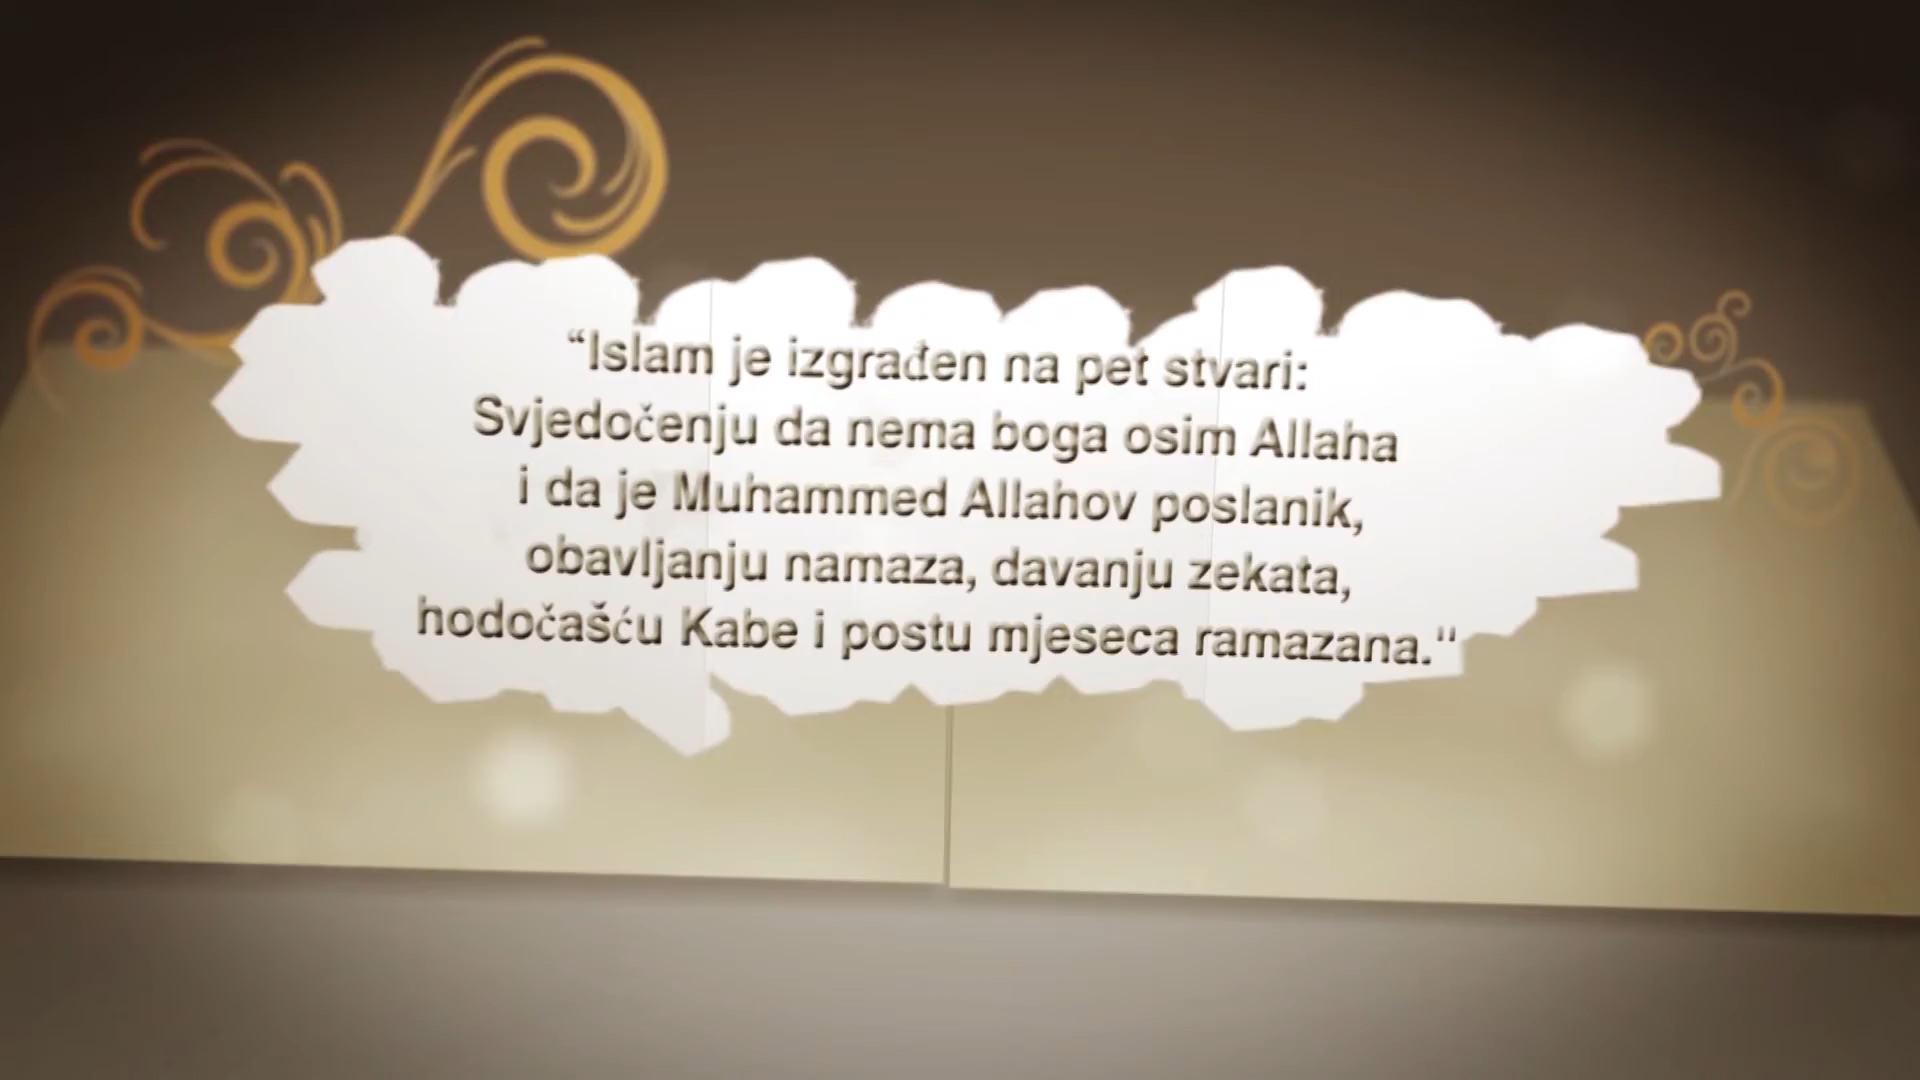 “Islam je izgrađen na pet stvari:
Svjedočenju da nema boga osim Allaha
i da je Muhammed Allahov poslanik,
obavljanju namaza, davanju zekata,
hodočašću Kabe i postu mjeseca ramazana."